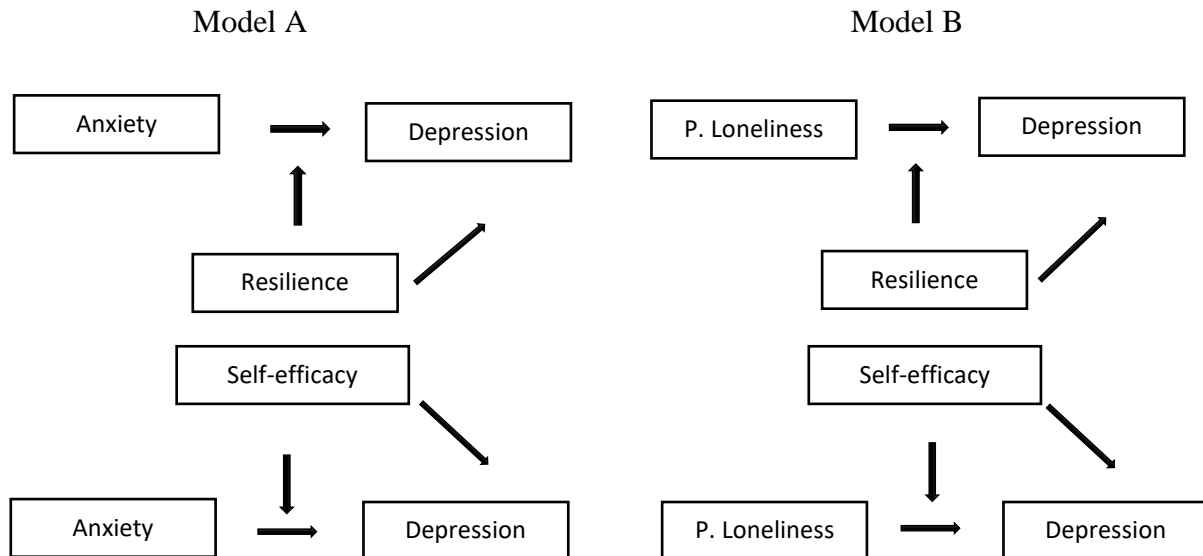 Model A
Model B
Anxiety
Depression
P. Loneliness
Depression
Resilience
Resilience
Self-efficacy
Self-efficacy
Anxiety
Depression
P. Loneliness
Depression